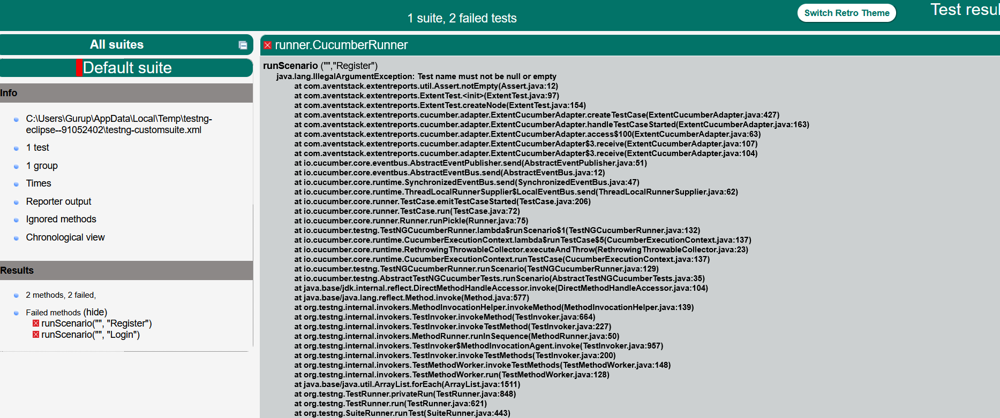 1 suite, 2 failed tests
Switch Retro Theme
Test resul
All suites
Default suite
Info
C:\Users\Gurup\AppData\Local\Temp\testng-
eclipse--91052402\testng-customsuite.xml
1 test
1 group
Times
Reporter output
Ignored methods
Chronological view
Results
2 methods, 2 failed,
Failed methods (hide)
runScenario("", "Register")
runScenario("", "Login")
runner.CucumberRunner
runScenario ("","Register")
java.lang.IllegalArgumentException: Test name must not be null or empty
at com.aventstack.extentreports.util.Assert.notEmpty(Assert.java:12)
at com.aventstack.extentreports.ExtentTest.<init>(ExtentTest.java:97)
at com.aventstack.extentreports.ExtentTest.createNode(ExtentTest.java:154)
at com.aventstack.extentreports.cucumber.adapter.ExtentCucumberAdapter.createTestCase(ExtentCucumberAdapter.java:427)
at com.aventstack.extentreports.cucumber.adapter.ExtentCucumberAdapter.handleTestCaseStarted(ExtentCucumberAdapter.java:163)
at com.aventstack.extentreports.cucumber.adapter.ExtentCucumberAdapter.access$100(ExtentCucumberAdapter.java:63)
at com.aventstack.extentreports.cucumber.adapter.ExtentCucumberAdapter$3.receive(ExtentCucumberAdapter.java:107)
at com.aventstack.extentreports.cucumber.adapter.ExtentCucumberAdapter$3.receive(ExtentCucumberAdapter.java:104)
at io.cucumber.core.eventbus.AbstractEventPublisher.send(AbstractEventPublisher.java:51)
at io.cucumber.core.eventbus.AbstractEventBus.send(AbstractEventBus.java:12)
at io.cucumber.core.runtime.SynchronizedEventBus.send(SynchronizedEventBus.java:47)
at io.cucumber.core.runtime.ThreadLocalRunnerSupplier$LocalEventBus.send(ThreadLocalRunnerSupplier.java:62)
at io.cucumber.core.runner.TestCase.emitTestCaseStarted(TestCase.java:206)
at io.cucumber.core.runner.TestCase.run(TestCase.java:72)
at io.cucumber.core.runner.Runner.runPickle(Runner.java:75)
at io.cucumber.testng.TestNGCucumberRunner.lambda$runScenario$1(TestNGCucumberRunner.java:132)
at io.cucumber.core.runtime.CucumberExecutionContext.lambda$runTestCase$5(CucumberExecutionContext.java:137)
at io.cucumber.core.runtime.RethrowingThrowableCollector.executeAndThrow(RethrowingThrowableCollector.java:23)
at io.cucumber.core.runtime.CucumberExecutionContext.runTestCase(CucumberExecutionContext.java:137)
at io.cucumber.testng.TestNGCucumberRunner.runScenario(TestNGCucumberRunner.java:129)
at io.cucumber.testng.AbstractTestNGCucumberTests.runScenario(AbstractTestNGCucumberTests.java:35)
at java.base/jdk.internal.reflect.DirectMethodHandleAccessor.invoke(DirectMethodHandleAccessor.java:104)
at java.base/java.lang.reflect.Method.invoke(Method.java:577)
at org.testng.internal.invokers.MethodInvocationHelper.invokeMethod(MethodInvocationHelper.java:139)
at org.testng.internal.invokers.TestInvoker.invokeMethod(TestInvoker.java:664)
at org.testng.internal.invokers.TestInvoker.invokeTestMethod(TestInvoker.java:227)
at org.testng.internal.invokers.MethodRunner.runInSequence(MethodRunner.java:50)
at org.testng.internal.invokers.TestInvoker$MethodInvocationAgent.invoke(TestInvoker.java:957)
at org.testng.internal.invokers.TestInvoker.invokeTestMethods(TestInvoker.java:200)
at org.testng.internal.invokers.TestMethodWorker.invokeTestMethods(TestMethodWorker.java:148)
at org.testng.internal.invokers.TestMethodWorker.run(TestMethodWorker.java:128)
at java.base/java.util.ArrayList.forEach(ArrayList.java:1511)
at org.testng.TestRunner.privateRun(TestRunner.java:848)
at org.testng.TestRunner.run(TestRunner.java:621)
at org.testng.SuiteRunner.runTest(SuiteRunner.java:443)